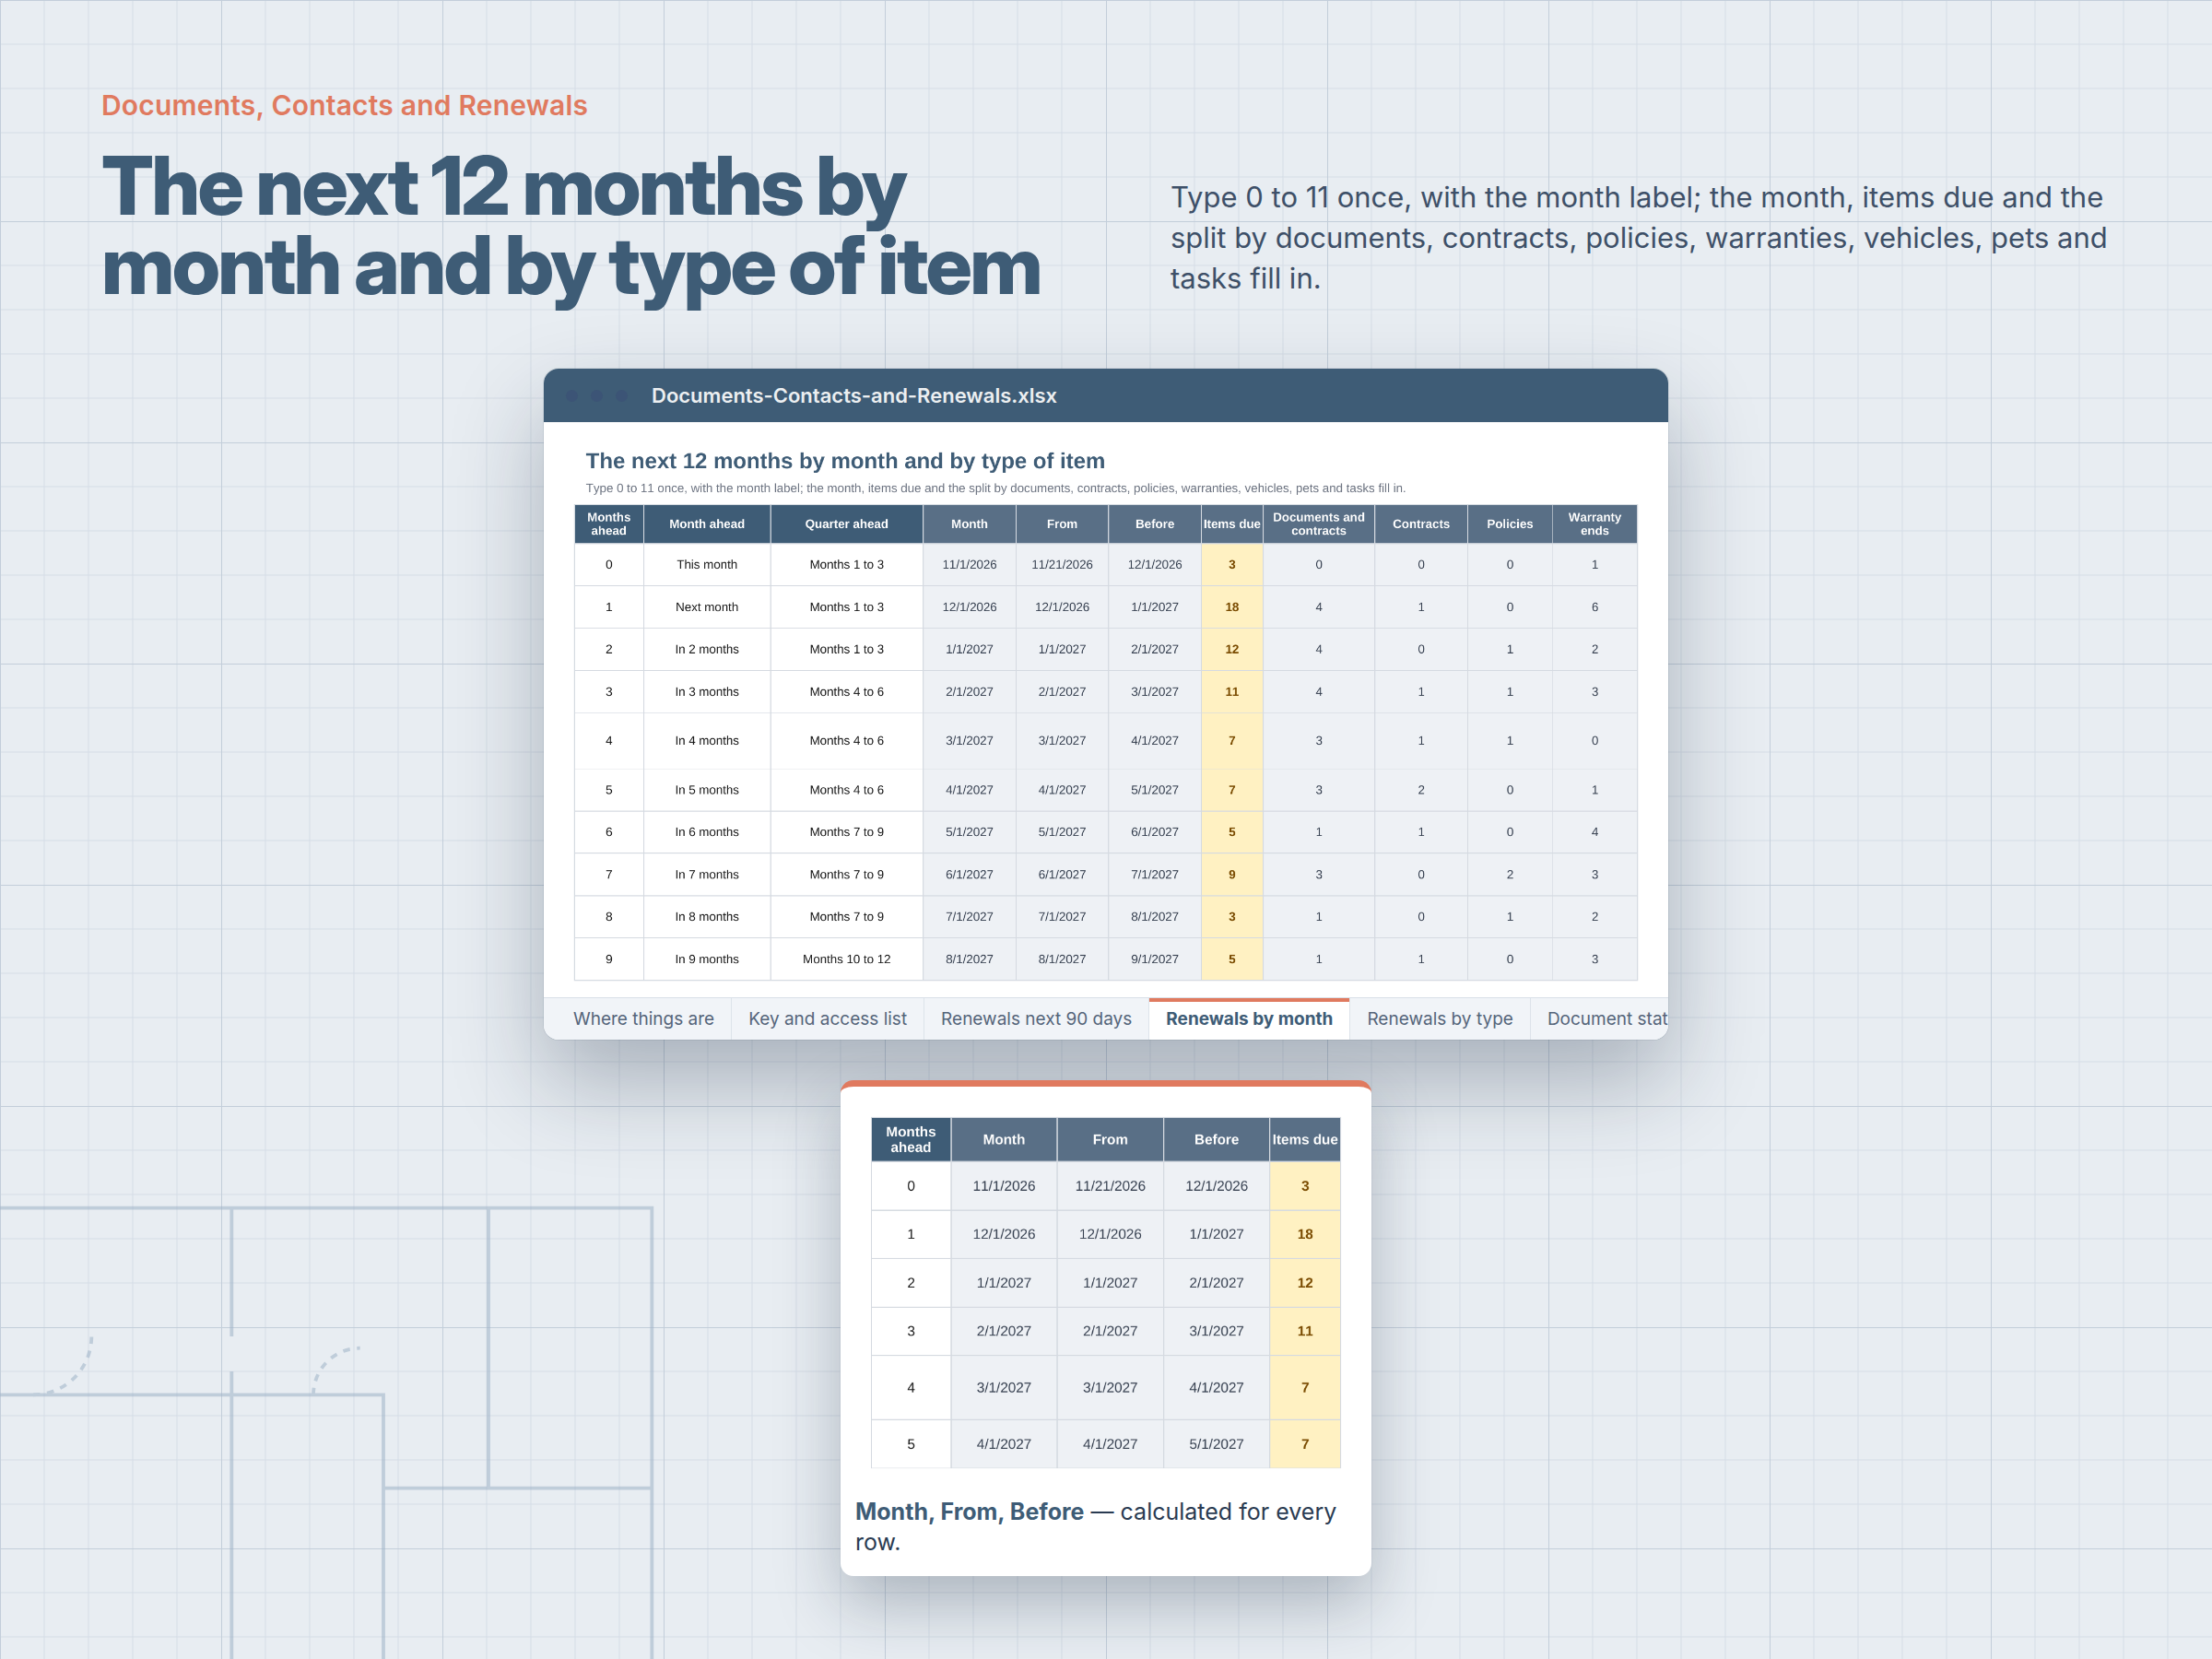 Documents, Contacts and Renewals
The next 12 months by
month and by type of item
Type 0 to 11 once, with the month label; the month, items due and the
split by documents, contracts, policies, warranties, vehicles, pets and
tasks fill in.
Documents-Contacts-and-Renewals.xlsx
The next 12 months by month and by type of item
Type 0 to 11 once, with the month label; the month, items due and the split by documents, contracts, policies, warranties, vehicles, pets and tasks fill in.
Months ahead Month ahead Quarter ahead Month From Before Items due Documents and contracts Contracts Policies Warranty ends
0 This month Months 1 to 3 11/1/2026 11/21/2026 12/1/2026 3 0 0 0 1
1 Next month Months 1 to 3 12/1/2026 12/1/2026 1/1/2027 18 4 1 0 6
2 In 2 months Months 1 to 3 1/1/2027 1/1/2027 2/1/2027 12 4 0 1 2
3 In 3 months Months 4 to 6 2/1/2027 2/1/2027 3/1/2027 11 4 1 1 3
4 In 4 months Months 4 to 6 3/1/2027 3/1/2027 4/1/2027 7 3 1 1 0
5 In 5 months Months 4 to 6 4/1/2027 4/1/2027 5/1/2027 7 3 2 0 1
6 In 6 months Months 7 to 9 5/1/2027 5/1/2027 6/1/2027 5 1 1 0 4
7 In 7 months Months 7 to 9 6/1/2027 6/1/2027 7/1/2027 9 3 0 2 3
8 In 8 months Months 7 to 9 7/1/2027 7/1/2027 8/1/2027 3 1 0 1 2
9 In 9 months Months 10 to 12 8/1/2027 8/1/2027 9/1/2027 5 1 1 0 3
Where things are Key and access list Renewals next 90 days Renewals by month Renewals by type Document stat
Months ahead Month From Before Items due
0 11/1/2026 11/21/2026 12/1/2026 3
1 12/1/2026 12/1/2026 1/1/2027 18
2 1/1/2027 1/1/2027 2/1/2027 12
3 2/1/2027 2/1/2027 3/1/2027 11
4 3/1/2027 3/1/2027 4/1/2027 7
5 4/1/2027 4/1/2027 5/1/2027 7
Month, From, Before — calculated for every
row.